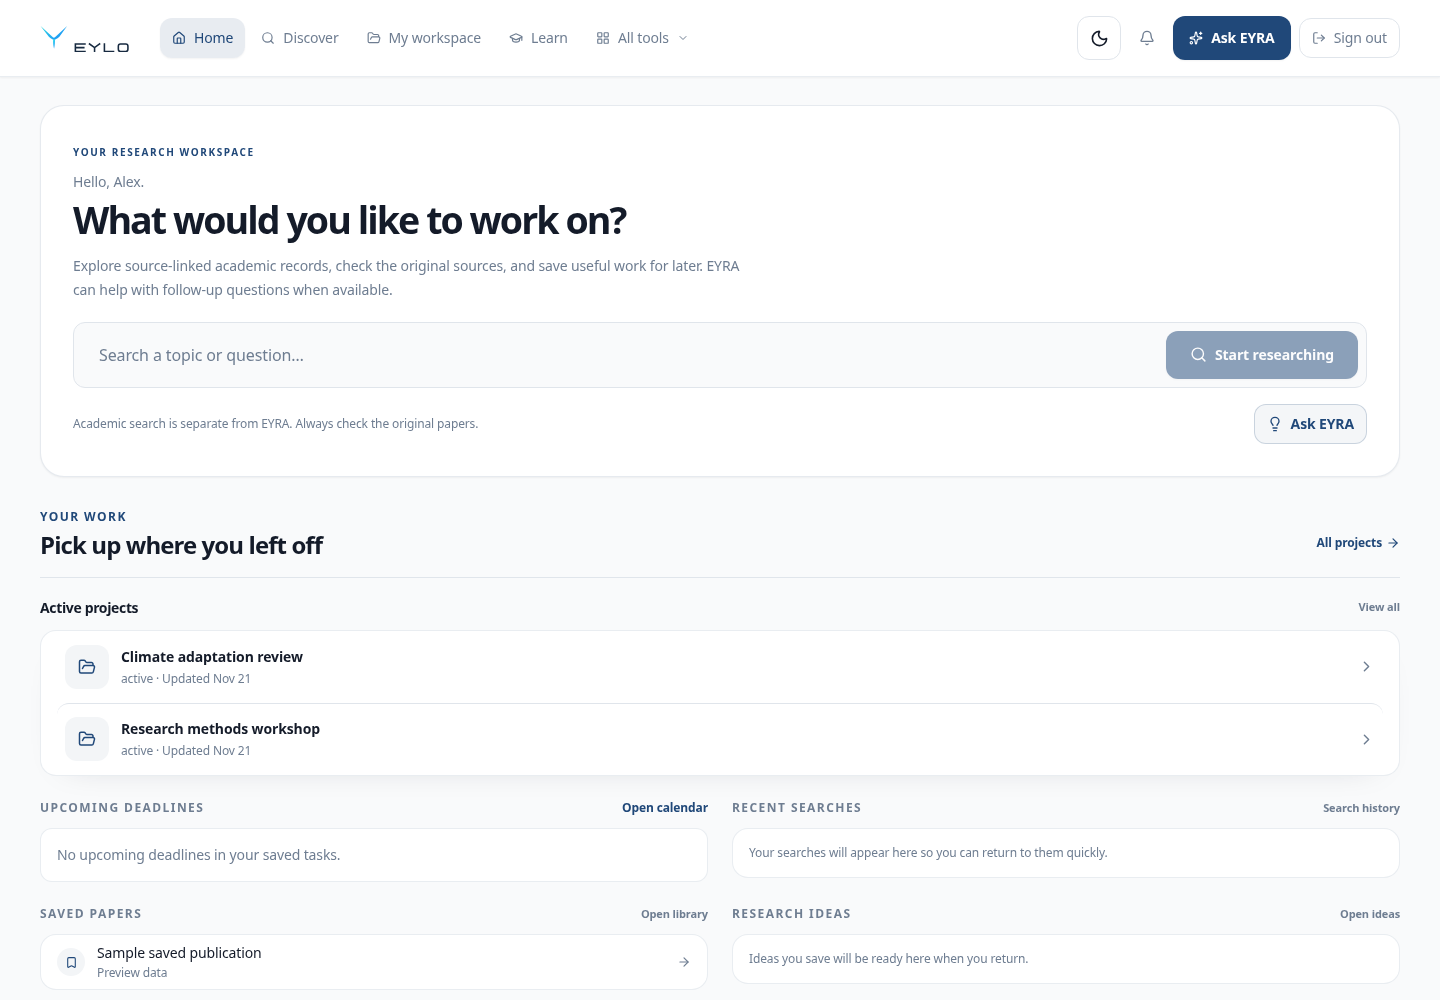 EYLO
Home
Discover
My workspace
Learn
All tools
Ask EYRA
Sign out
YOUR RESEARCH WORKSPACE
Hello, Alex.
What would you like to work on?
Explore source-linked academic records, check the original sources, and save useful work for later. EYRA
can help with follow-up questions when available.
Search a topic or question...
Start researching
Academic search is separate from EYRA. Always check the original papers.
Ask EYRA
YOUR WORK
Pick up where you left off
All projects
Active projects
View all
Climate adaptation review
active · Updated Nov 21
Research methods workshop
active · Updated Nov 21
UPCOMING DEADLINES
Open calendar
No upcoming deadlines in your saved tasks.
RECENT SEARCHES
Search history
Your searches will appear here so you can return to them quickly.
SAVED PAPERS
Open library
Sample saved publication
Preview data
RESEARCH IDEAS
Open ideas
Ideas you save will be ready here when you return.